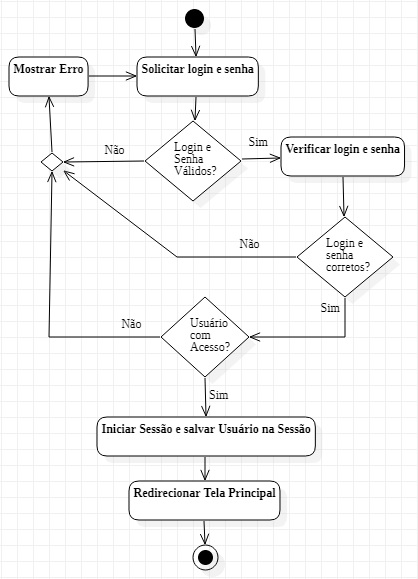 Mostrar Erro
Solicitar login e senha
Não
Login e
Senha
Válidos?
Sim
Verificar login e senha
Não
Login e
senha
corretos?
Sim
Não
Usuário
com
Acesso?
Sim
Iniciar Sessão e salvar Usuário na Sessão
Redirecionar Tela Principal